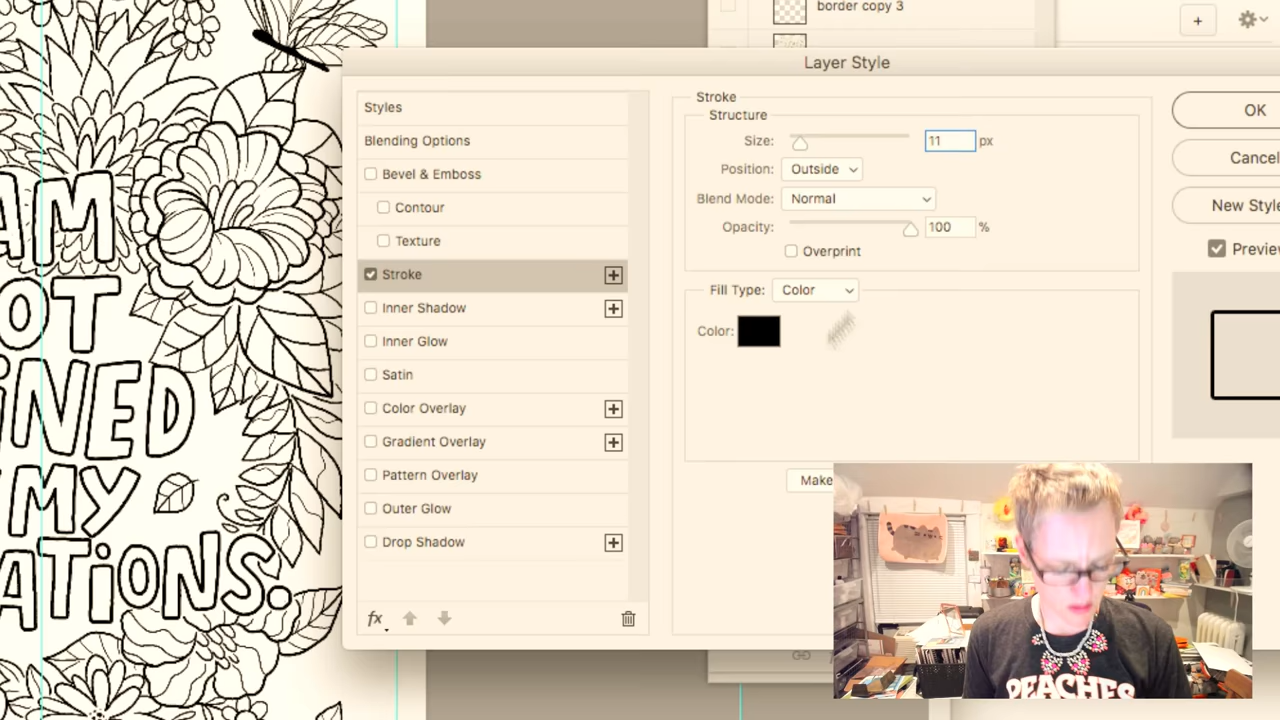 border copy 3
+
Layer Style
AM
OT
INED
MY
ATIONS.
Styles
Blending Options
Bevel & Emboss
Contour
Texture
Stroke
Inner Shadow
Inner Glow
Satin
Color Overlay
Gradient Overlay
Pattern Overlay
Outer Glow
Drop Shadow
fx
Stroke
Structure
Size: 11 px
Position: Outside
Blend Mode: Normal
Opacity: 100 %
Overprint
Fill Type: Color
Color:
Make
OK
Cancel
New Style
Preview
PEACHES